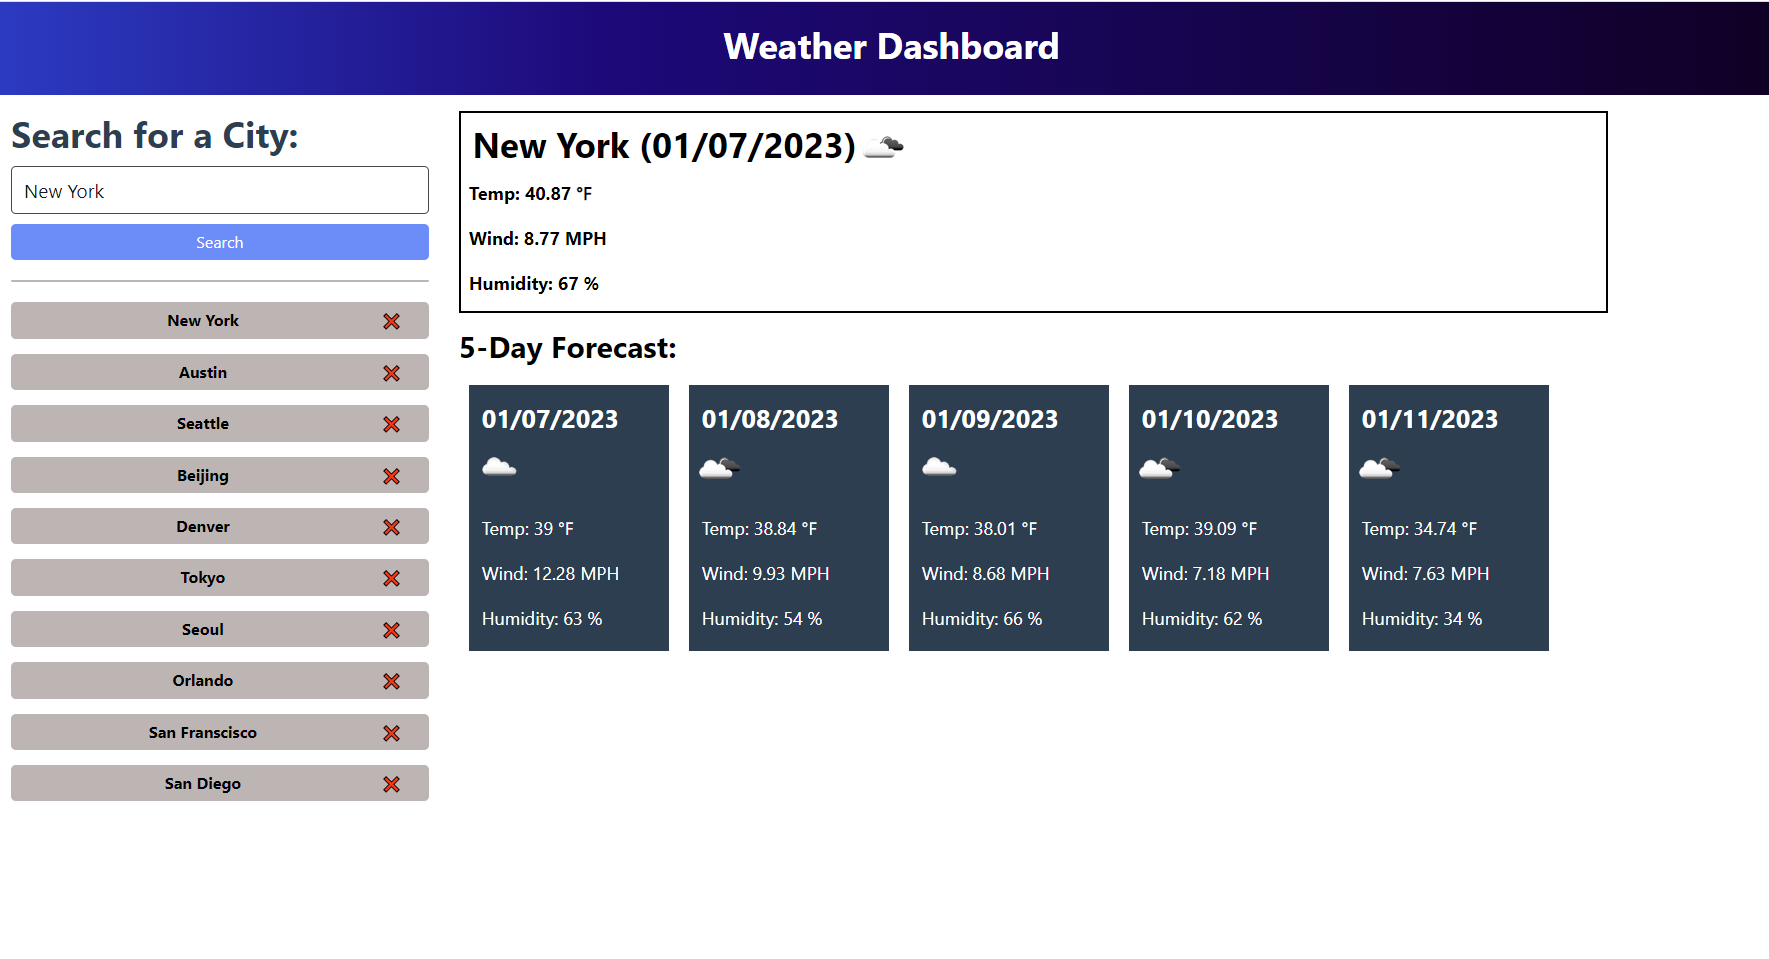 Weather Dashboard
Search for a City:
New York
Search
New York
Austin
Seattle
Beijing
Denver
Tokyo
Seoul
Orlando
San Franscisco
San Diego
New York (01/07/2023)
Temp: 40.87 °F
Wind: 8.77 MPH
Humidity: 67 %
5-Day Forecast:
01/07/2023
Temp: 39 °F
Wind: 12.28 MPH
Humidity: 63 %
01/08/2023
Temp: 38.84 °F
Wind: 9.93 MPH
Humidity: 54 %
01/09/2023
Temp: 38.01 °F
Wind: 8.68 MPH
Humidity: 66 %
01/10/2023
Temp: 39.09 °F
Wind: 7.18 MPH
Humidity: 62 %
01/11/2023
Temp: 34.74 °F
Wind: 7.63 MPH
Humidity: 34 %